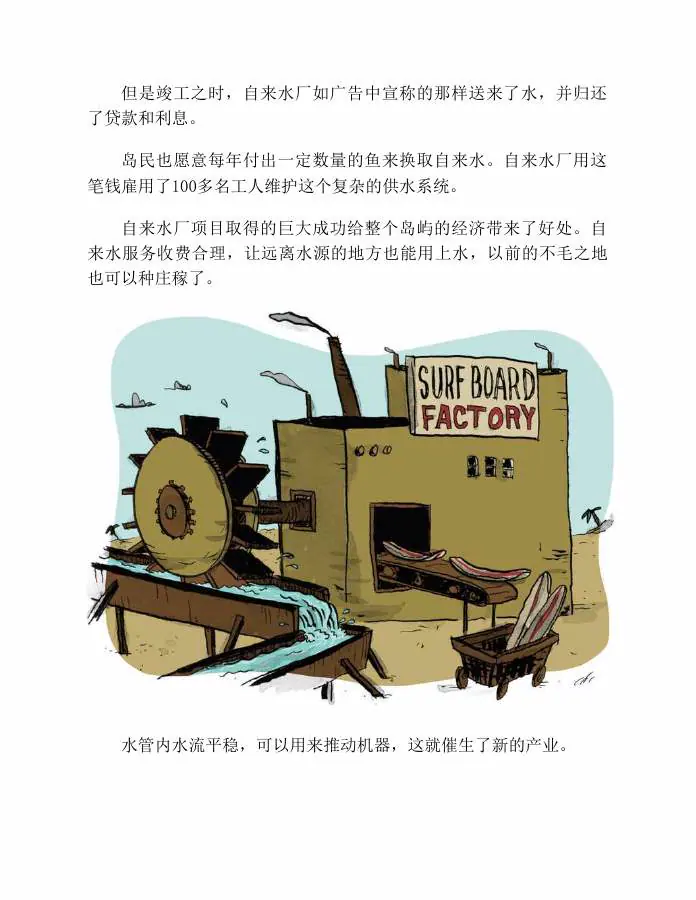 但是竣工之时，自来水厂如广告中宣称的那样送来了水，并归还
了贷款和利息。
岛民也愿意每年付出一定数量的鱼来换取自来水。自来水厂用这
笔钱雇用了100多名工人维护这个复杂的供水系统。
自来水厂项目取得的巨大成功给整个岛屿的经济带来了好处。自
来水服务收费合理，让远离水源的地方也能用上水，以前的不毛之地
也可以种庄稼了。
SURF BOARD
FACTORY
水管内水流平稳，可以用来推动机器，这就催生了新的产业。